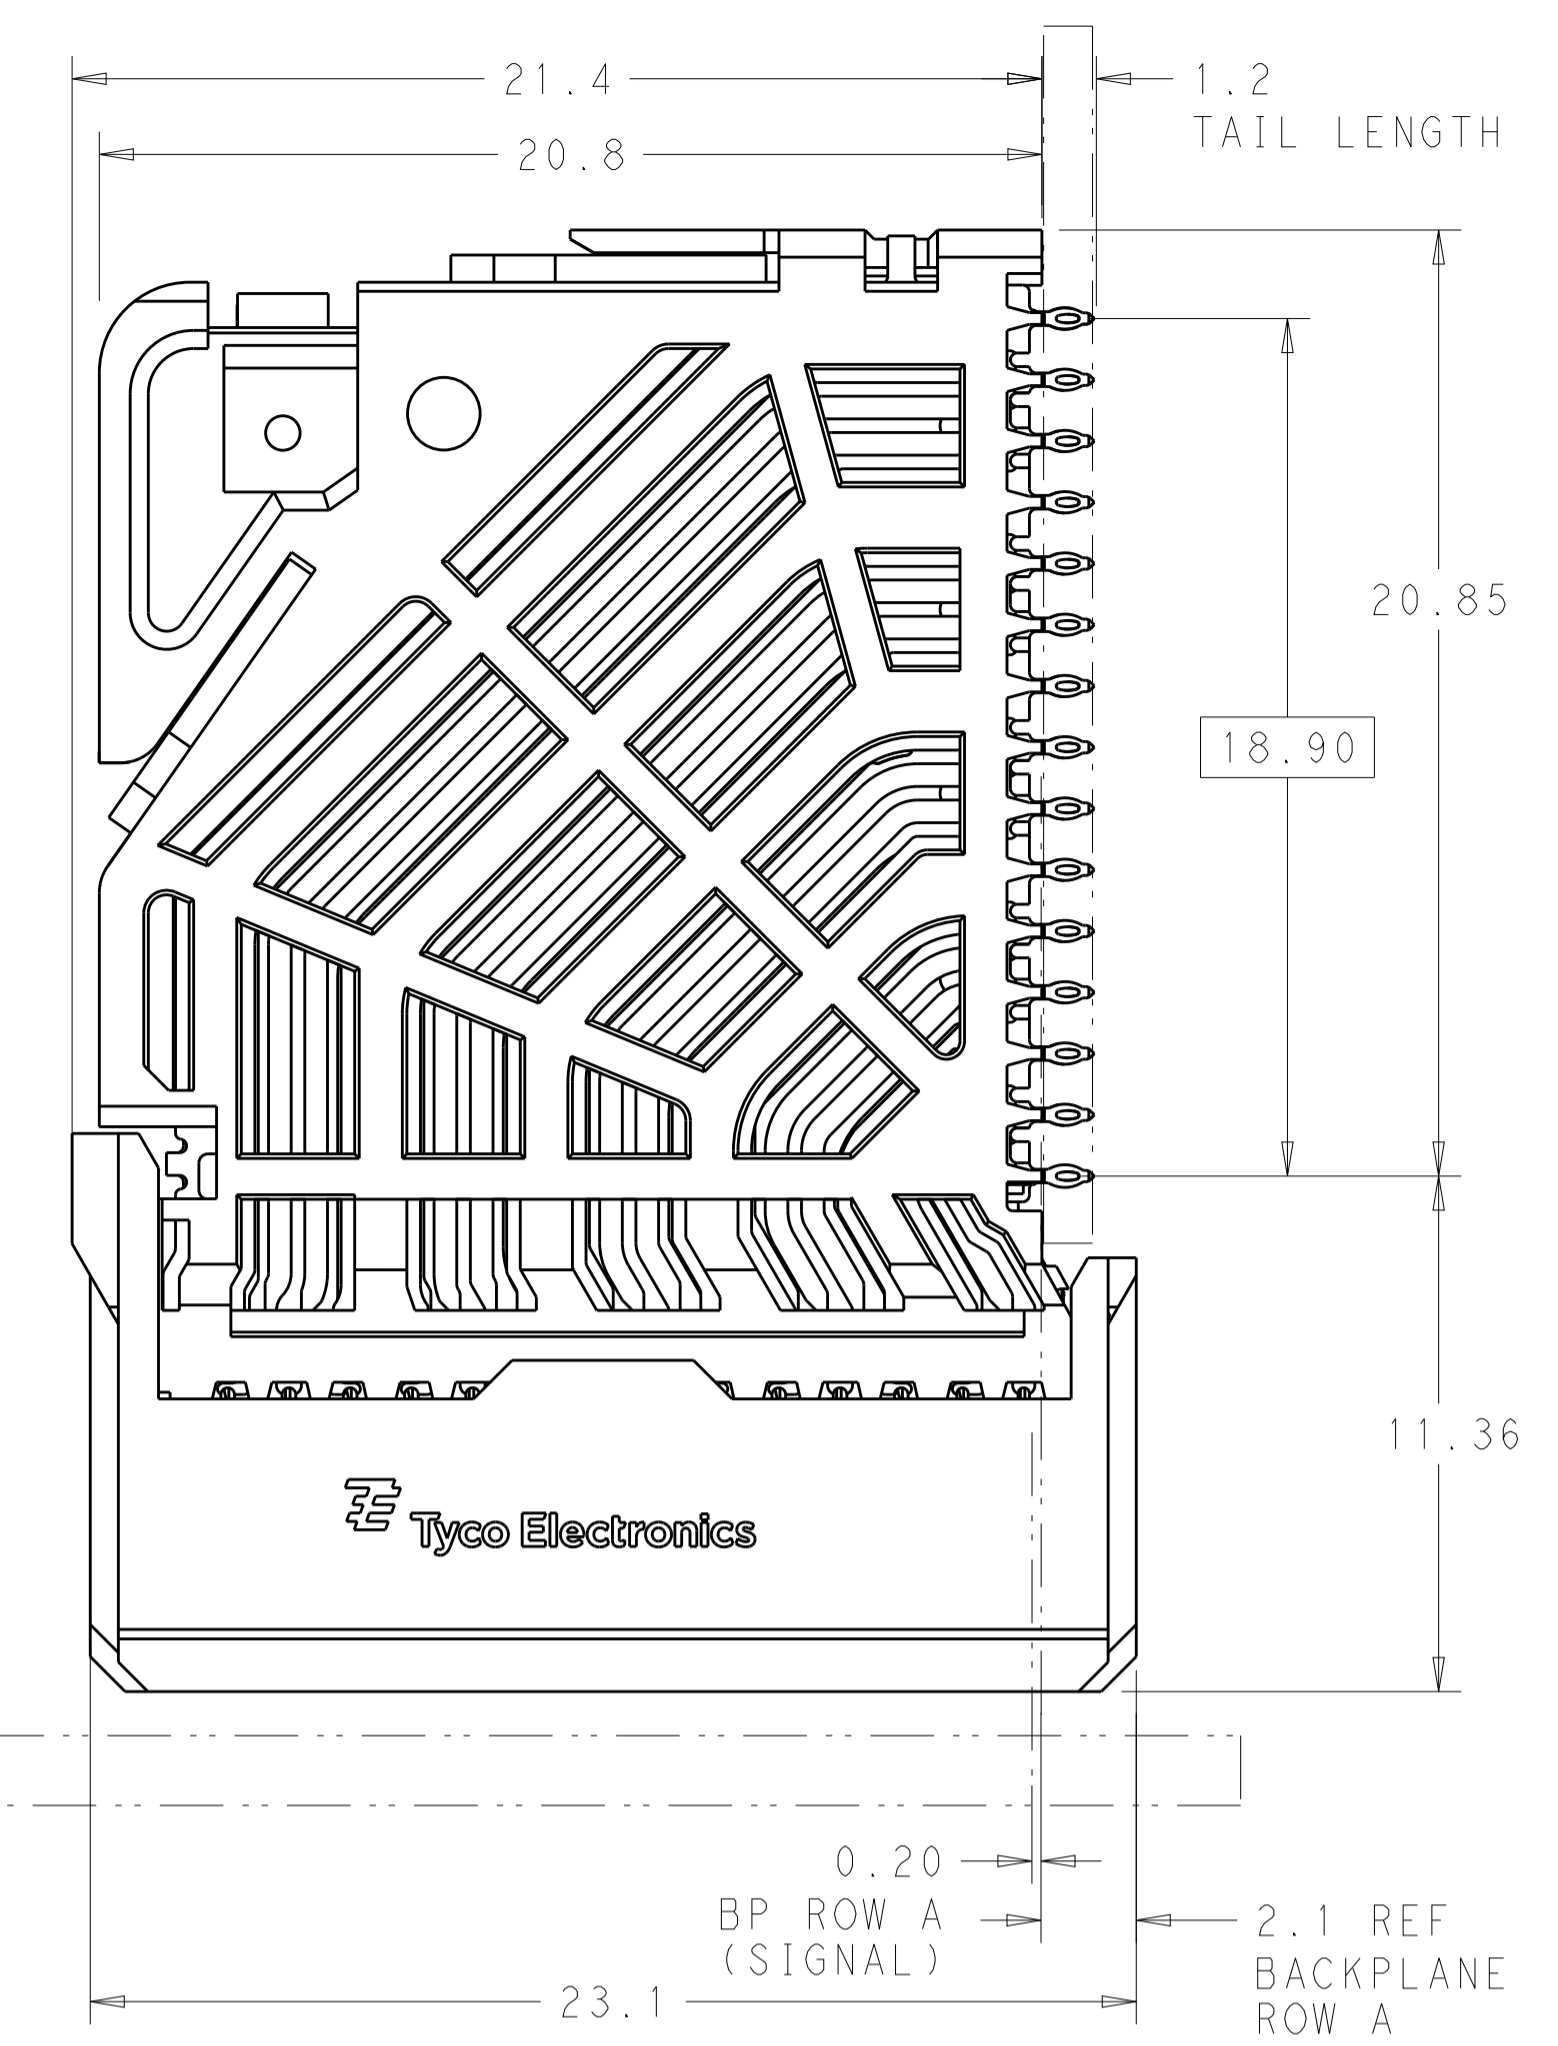 21.4
1.2
TAIL LENGTH
20.8
20.85
18.90
11.36
Tyco Electronics
0.20
BP ROW A
(SIGNAL)
2.1 REF
BACKPLANE
ROW A
23.1